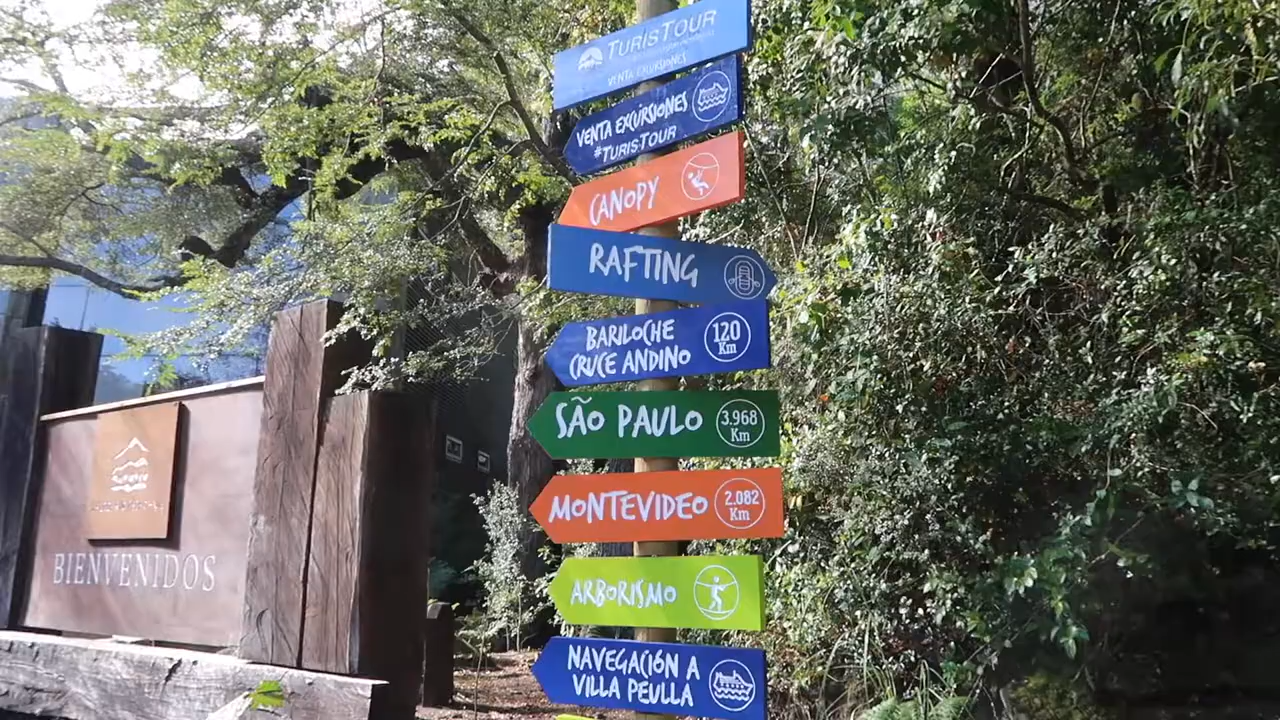 TURISTOUR
VENTA EXCURSIONES
VENTA EXCURSIONES
#TURISTOUR
CANOPY
RAFTING
BARILOCHE
CRUCE ANDINO
120
Km
SÃO PAULO
3.968
Km
MONTEVIDEO
2.082
Km
ARBORISMO
NAVEGACIÓN A
VILLA PEULLA
BIENVENIDOS